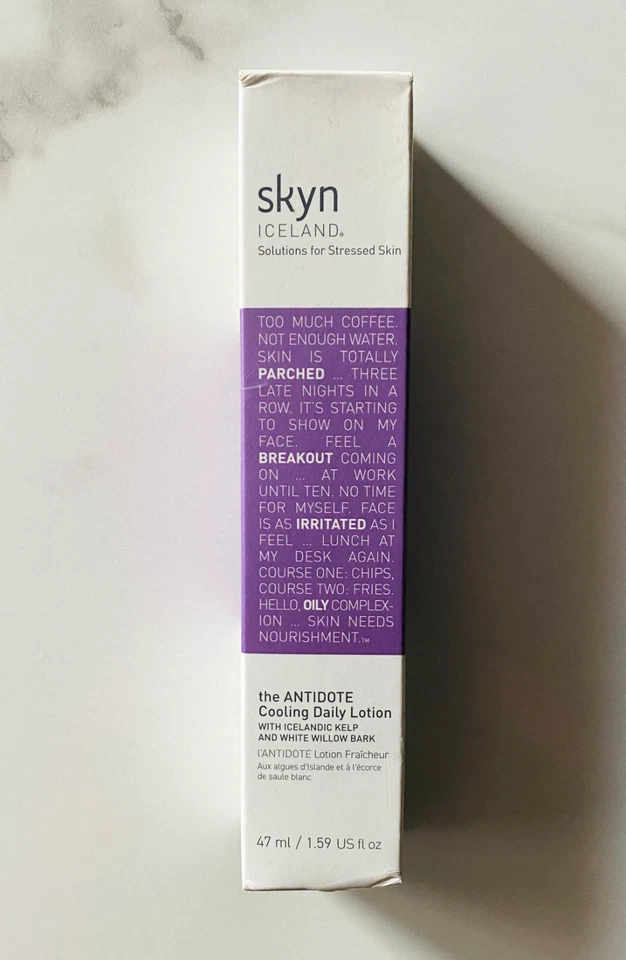 skyn
ICELAND®
Solutions for Stressed Skin
TOO MUCH COFFEE.
NOT ENOUGH WATER.
SKIN IS TOTALLY
PARCHED ... THREE
LATE NIGHTS IN A
ROW. IT'S STARTING
TO SHOW ON MY
FACE. FEEL A
BREAKOUT COMING
ON ... AT WORK
UNTIL TEN. NO TIME
FOR MYSELF. FACE
IS AS IRRITATED AS I
FEEL ... LUNCH AT
MY DESK AGAIN.
COURSE ONE: CHIPS,
COURSE TWO: FRIES.
HELLO, OILY COMPLEX-
ION ... SKIN NEEDS
NOURISHMENT.™
the ANTIDOTE
Cooling Daily Lotion
WITH ICELANDIC KELP
AND WHITE WILLOW BARK
l'ANTIDOTE Lotion Fraîcheur
Aux algues d'Islande et à l'écorce
de saule blanc
47 ml / 1.59 US fl oz